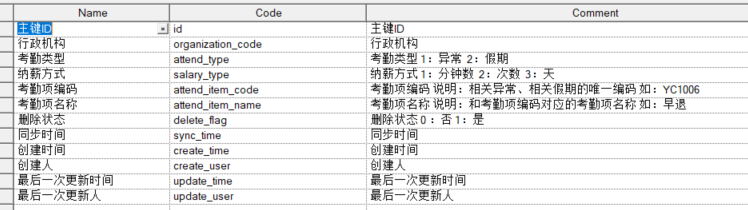 Name Code Comment
主键ID id 主键ID
行政机构 organization_code 行政机构
考勤类型 attend_type 考勤类型 1：异常 2：假期
纳薪方式 salary_type 纳薪方式 1：分钟数 2：次数 3：天
考勤项编码 attend_item_code 考勤项编码 说明：相关异常、相关假期的唯一编码 如：YC1006
考勤项名称 attend_item_name 考勤项名称 说明：和考勤项编码对应的考勤项名称 如：早退
删除状态 delete_flag 删除状态 0：否 1：是
同步时间 sync_time 同步时间
创建时间 create_time 创建时间
创建人 create_user 创建人
最后一次更新时间 update_time 最后一次更新时间
最后一次更新人 update_user 最后一次更新人